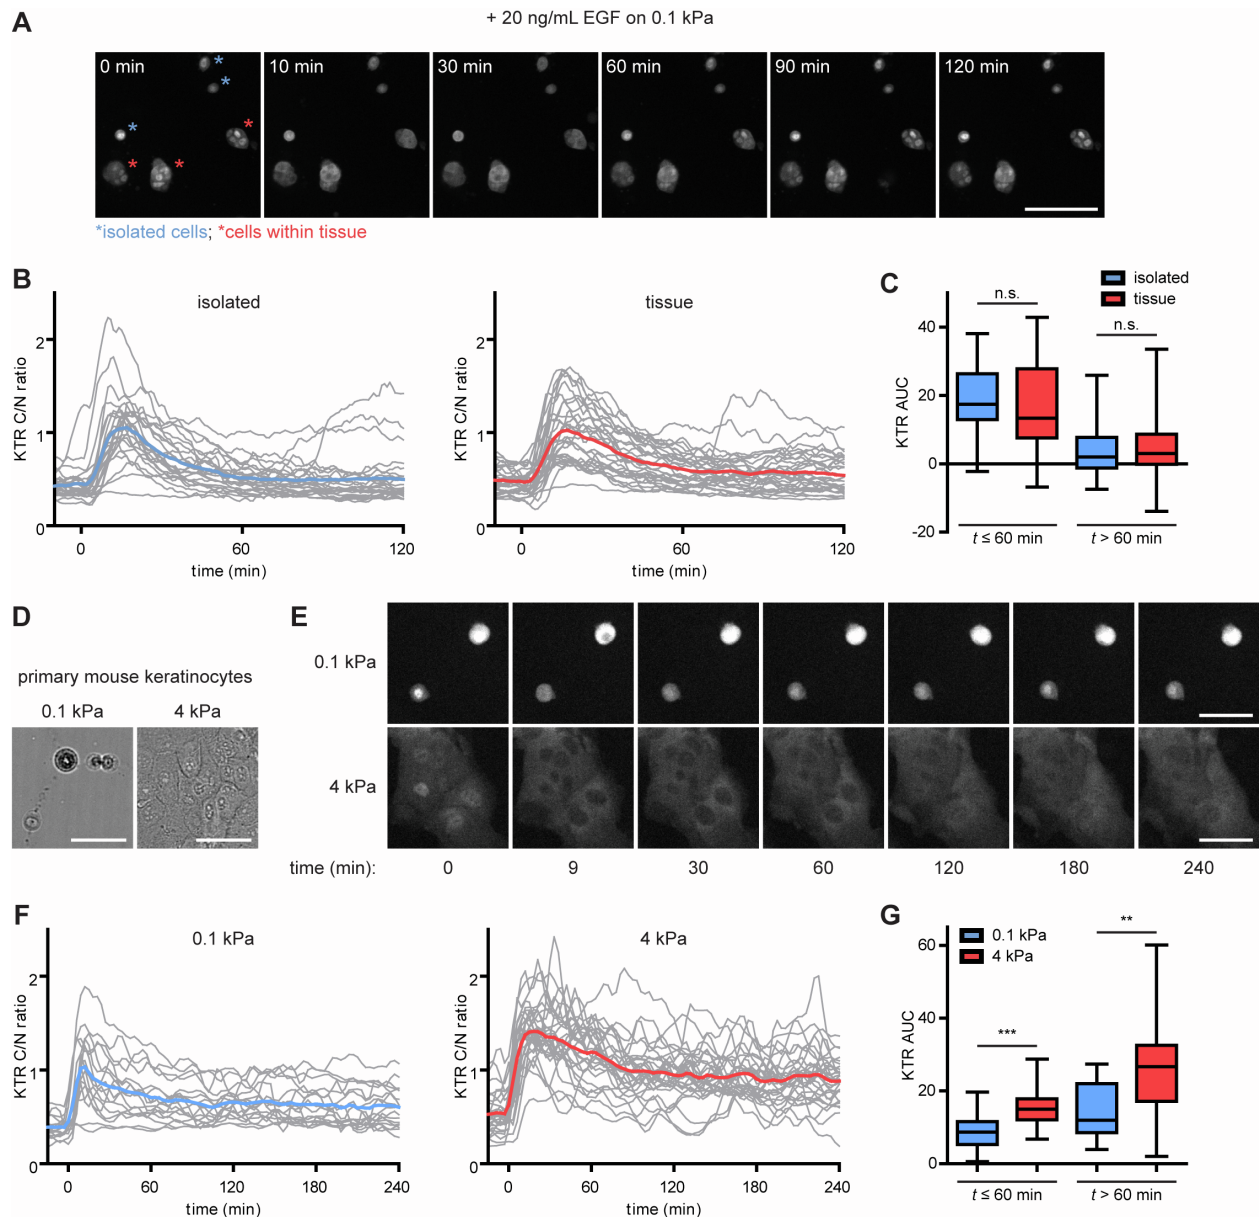 A
+ 20 ng/mL EGF on 0.1 kPa
0 min
10 min
30 min
60 min
90 min
120 min
*
*
*
*
*
*
*isolated cells; *cells within tissue
B
isolated
KTR C/N ratio
2
1
0
0
60
120
time (min)
tissue
KTR C/N ratio
2
1
0
0
60
120
time (min)
C
isolated
tissue
n.s.
n.s.
KTR AUC
40
20
0
-20
t ≤ 60 min
t > 60 min
D
primary mouse keratinocytes
0.1 kPa
4 kPa
E
0.1 kPa
4 kPa
time (min):
0
9
30
60
120
180
240
F
0.1 kPa
KTR C/N ratio
2
1
0
0
60
120
180
240
time (min)
4 kPa
KTR C/N ratio
2
1
0
0
60
120
180
240
time (min)
G
0.1 kPa
4 kPa
**
***
KTR AUC
60
40
20
0
t ≤ 60 min
t > 60 min